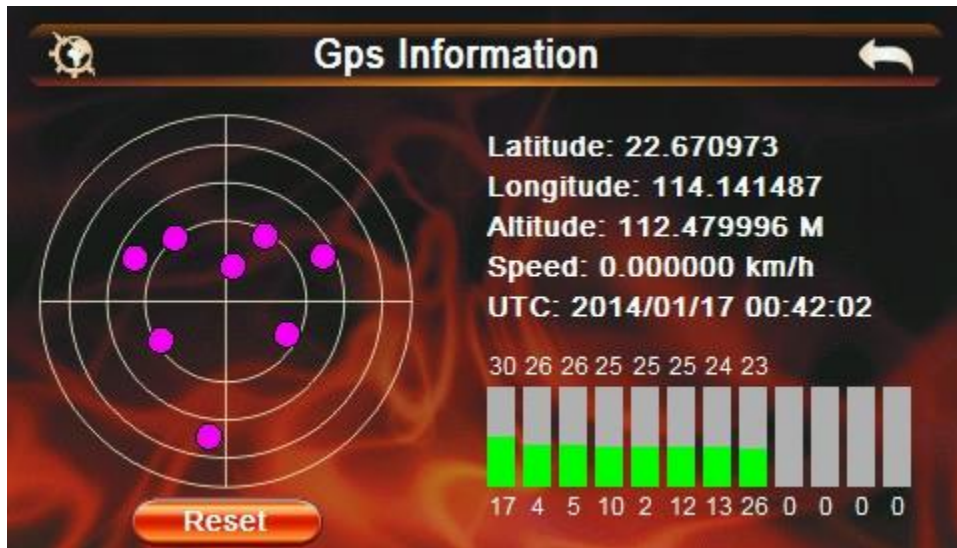 Gps Information
Latitude: 22.670973
Longitude: 114.141487
Altitude: 112.479996 M
Speed: 0.000000 km/h
UTC: 2014/01/17 00:42:02
30 26 26 25 25 25 24 23
17 4 5 10 2 12 13 26 0 0 0 0
Reset